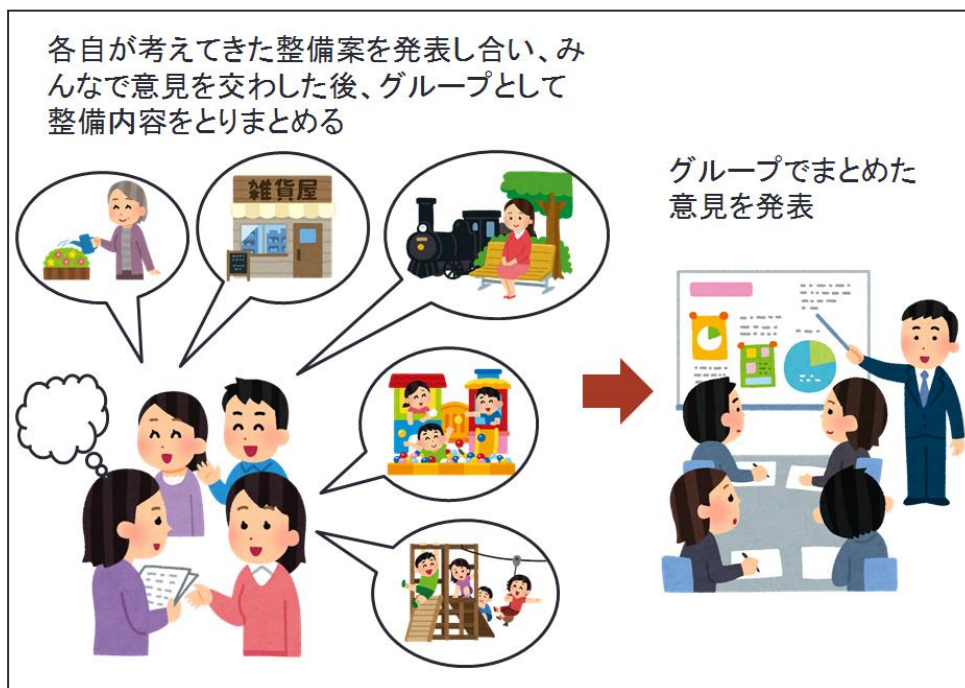 各自が考えてきた整備案を発表し合い、み
んなで意見を交わした後、グループとして
整備内容をとりまとめる
雑貨屋
グループでまとめた
意見を発表